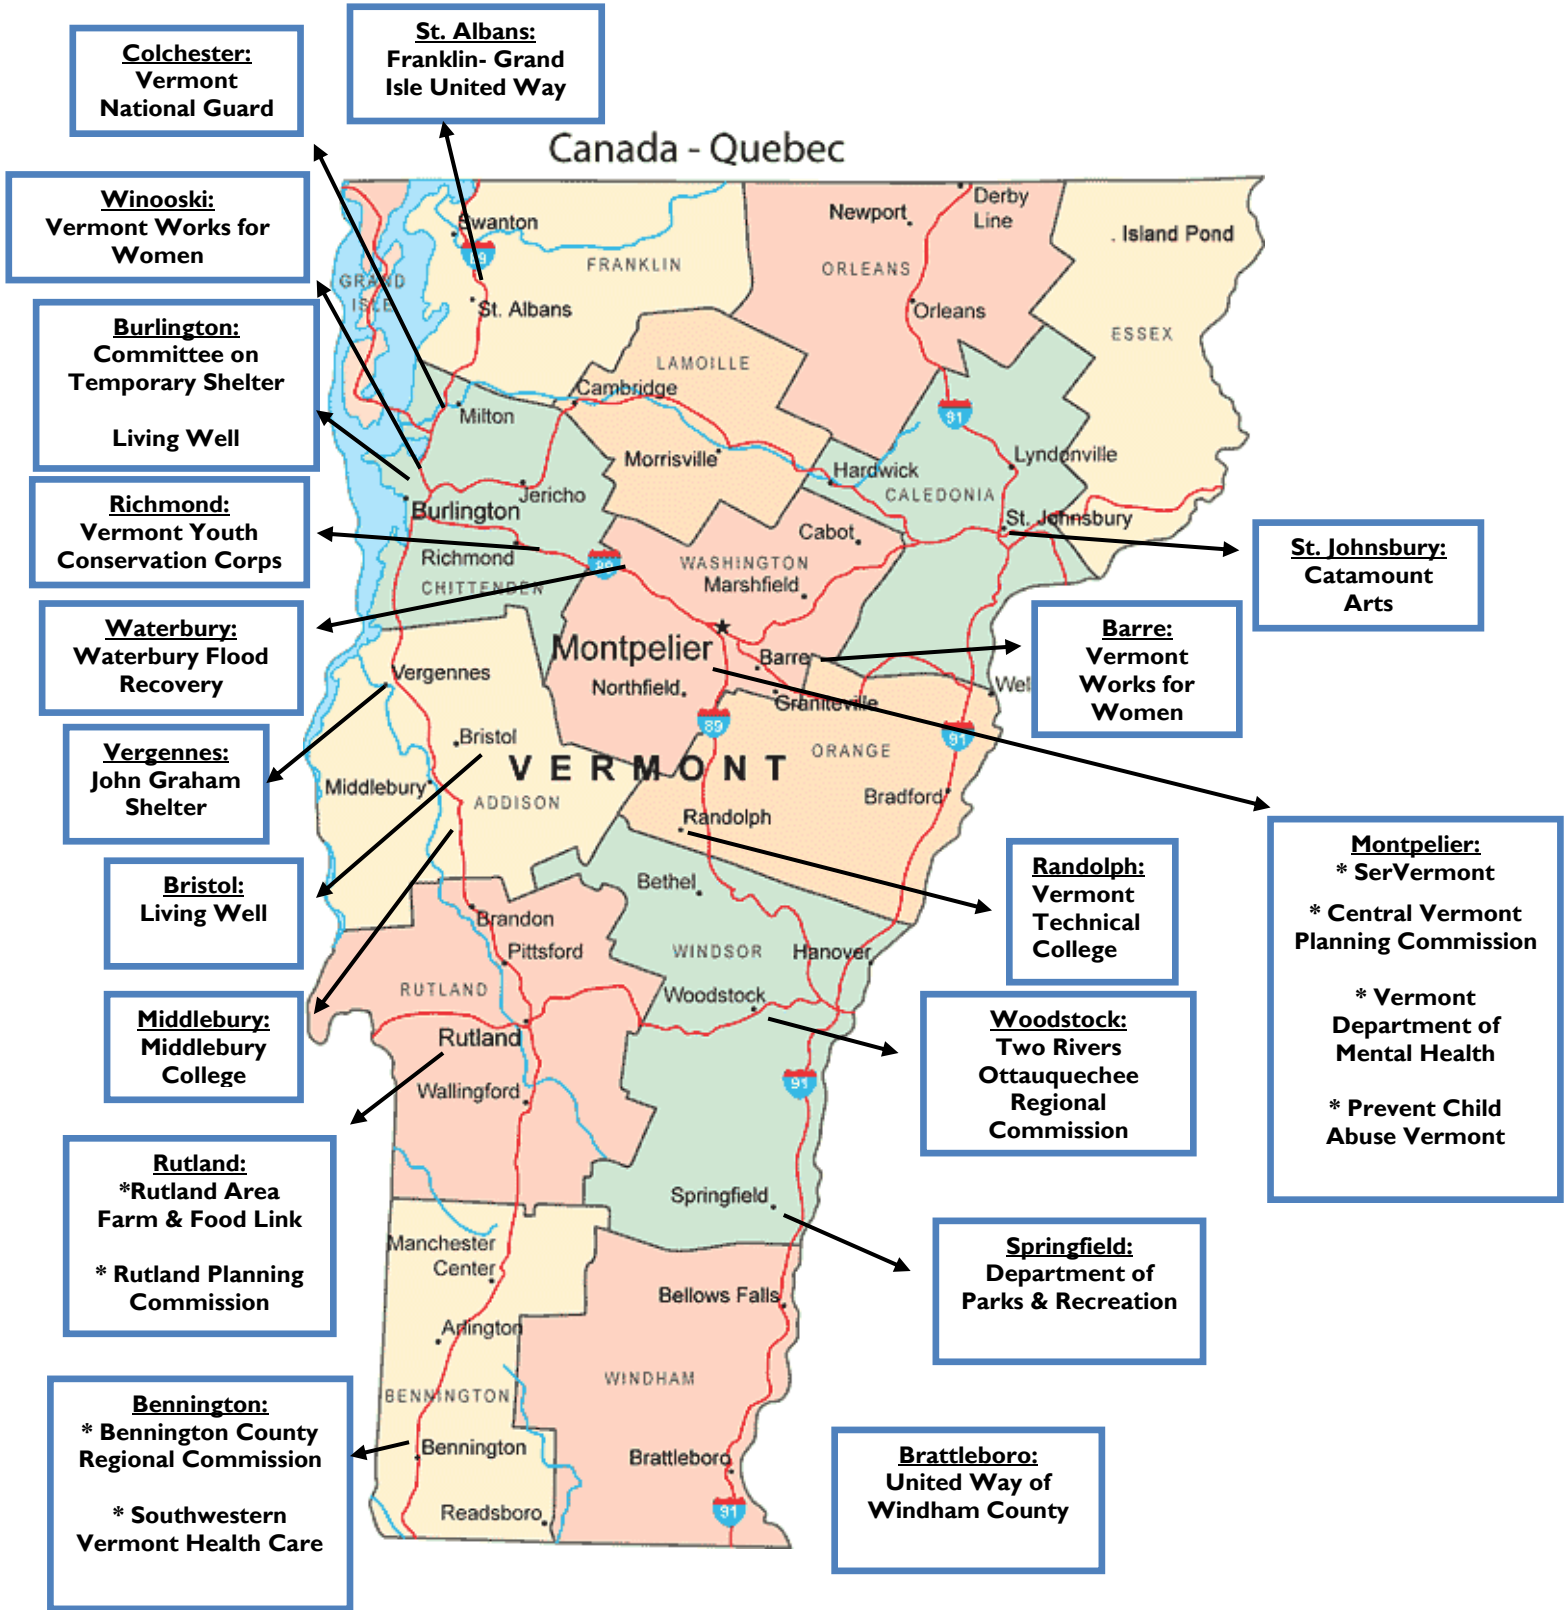 St. Albans:
Franklin- Grand
Isle United Way
Colchester:
Vermont
National Guard
Canada - Quebec
Winooski:
Vermont Works for
Women
Burlington:
Committee on
Temporary Shelter
Living Well
Richmond:
Vermont Youth
Conservation Corps
Waterbury:
Waterbury Flood
Recovery
Vergennes:
John Graham
Shelter
Bristol:
Living Well
Middlebury:
Middlebury
College
Rutland:
*Rutland Area
Farm & Food Link
* Rutland Planning
Commission
Bennington:
* Bennington County
Regional Commission
* Southwestern
Vermont Health Care
Swanton
89
FRANKLIN
GRAND
ISLE
St. Albans
Newport
Derby
Line
Island Pond
ORLEANS
Orleans
ESSEX
LAMOILLE
Cambridge
Milton
91
Morrisville
Hardwick
Lyndonville
CALEDONIA
Jericho
Burlington
St. Johnsbury
Cabot
Richmond
89
WASHINGTON
Marshfield
CHITTENDEN
Montpelier
Barre
Vergennes
Northfield
Wel
Graniteville
89
91
Bristol
ORANGE
VERMONT
Middlebury
ADDISON
Bradford
Randolph
Bethel
Brandon
Pittsford
WINDSOR
Hanover
RUTLAND
Woodstock
Rutland
91
Wallingford
Springfield
Manchester
Center
Bellows Falls
Arlington
WINDHAM
BENNINGTON
Bennington
Brattleboro
Readsboro
91
St. Johnsbury:
Catamount
Arts
Barre:
Vermont
Works for
Women
Montpelier:
* SerVermont
* Central Vermont
Planning Commission
* Vermont
Department of
Mental Health
* Prevent Child
Abuse Vermont
Randolph:
Vermont
Technical
College
Woodstock:
Two Rivers
Ottauquechee
Regional
Commission
Springfield:
Department of
Parks & Recreation
Brattleboro:
United Way of
Windham County